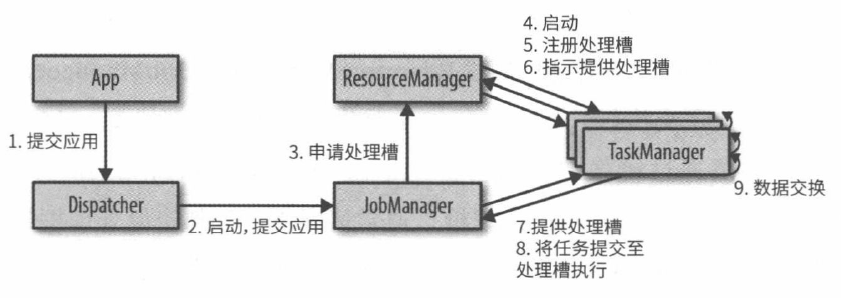 App
ResourceManager
4. 启动
5. 注册处理槽
6. 指示提供处理槽
1. 提交应用
3. 申请处理槽
TaskManager
9. 数据交换
Dispatcher
2. 启动，提交应用
JobManager
7.提供处理槽
8. 将任务提交至
处理槽执行